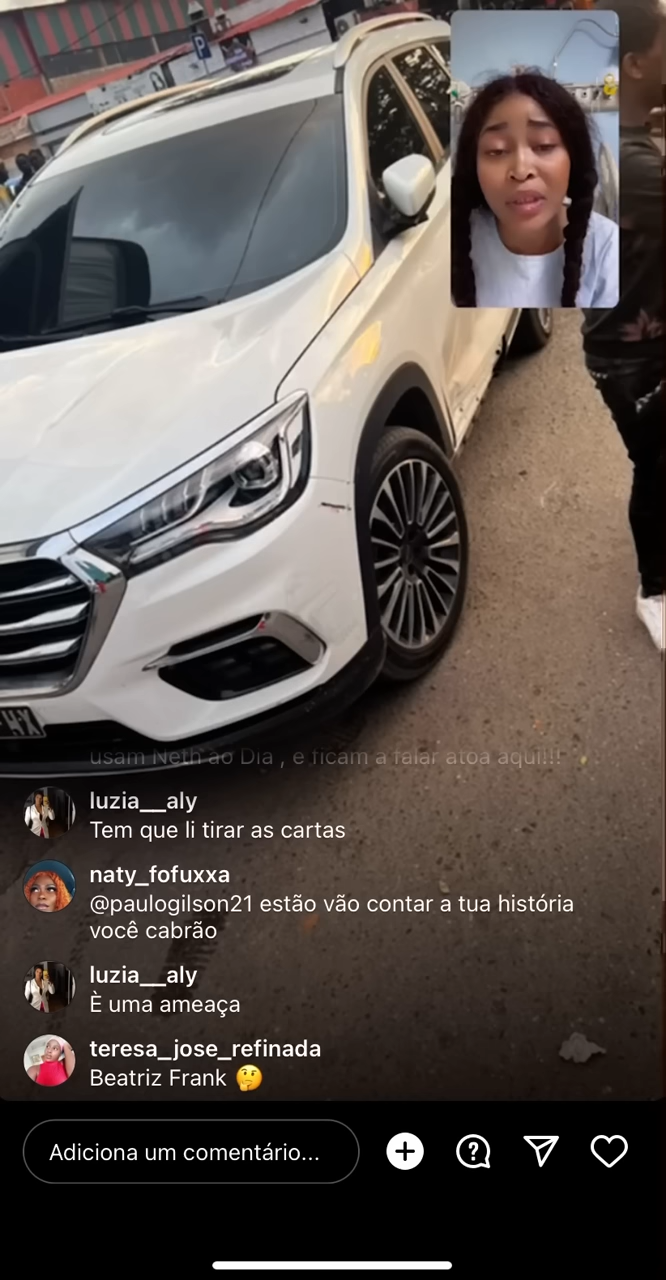 P
HX
usam Neth ao Dia , e ficam a falar atoa aqui!!!
luzia__aly
Tem que li tirar as cartas
naty_fofuxxa
@paulogilson21 estão vão contar a tua história
você cabrão
luzia__aly
È uma ameaça
teresa_jose_refinada
Beatriz Frank 🤔
Adiciona um comentário...